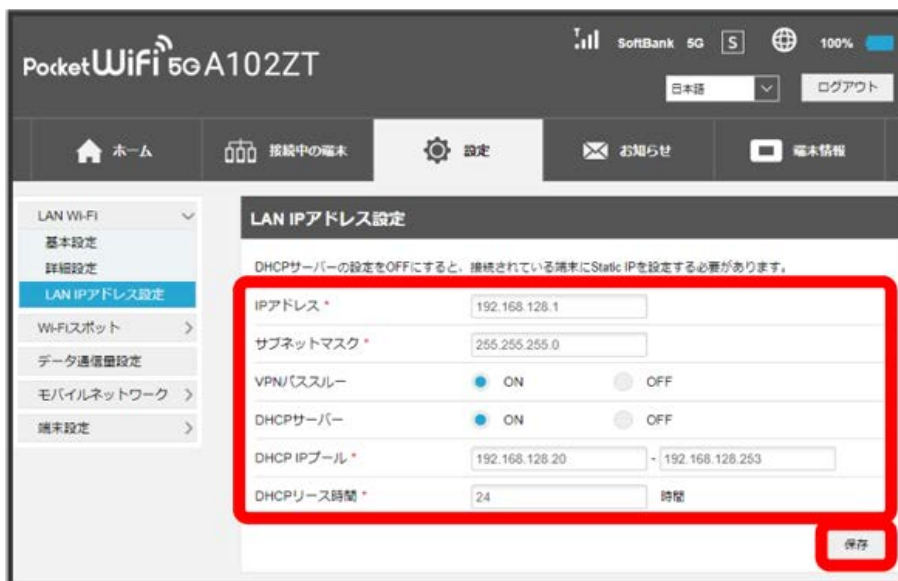 Pocket WiFi 5G A102ZT
SoftBank 5G S 100%
日本語
ログアウト
ホーム
接続中の端末
設定
お知らせ
端末情報
LAN Wi-Fi
基本設定
詳細設定
LAN IPアドレス設定
Wi-Fiスポット
データ通信量設定
モバイルネットワーク
端末設定
LAN IPアドレス設定
DHCPサーバーの設定をOFFにすると、接続されている端末にStatic IPを設定する必要があります。
IPアドレス * 192.168.128.1
サブネットマスク * 255.255.255.0
VPNパススルー ON OFF
DHCPサーバー ON OFF
DHCP IPプール * 192.168.128.20 - 192.168.128.253
DHCPリース時間 * 24 時間
保存